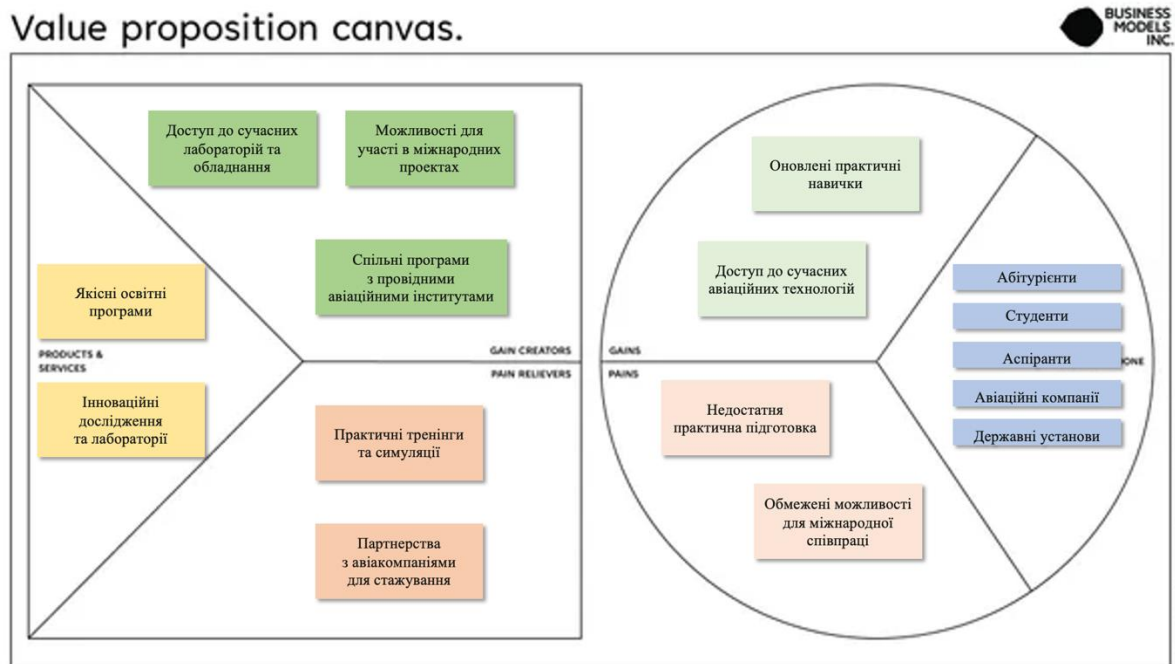 Value proposition canvas.
BUSINESS
MODELS
INC.
Доступ до сучасних
лабораторій та
обладнання
Можливості для
участі в міжнародних
проектах
Спільні програми
з провідними
авіаційними інститутами
Якісні освітні
програми
PRODUCTS &
SERVICES
Інноваційні
дослідження
та лабораторії
GAIN CREATORS
PAIN RELIEVERS
Практичні тренінги
та симуляції
Партнерства
з авіакомпаніями
для стажування
Оновлені практичні
навички
Доступ до сучасних
авіаційних технологій
GAINS
PAINS
Недостатня
практична підготовка
Обмежені можливості
для міжнародної
співпраці
Абітурієнти
Студенти
Аспіранти
Авіаційні компанії
Державні установи